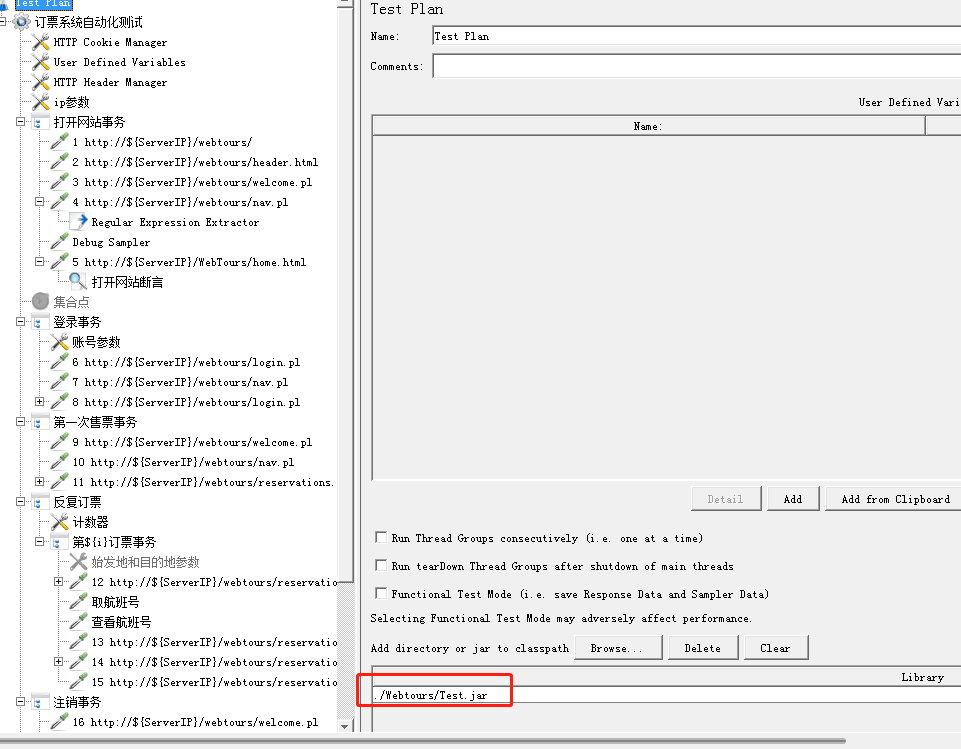 Test Plan
订票系统自动化测试
HTTP Cookie Manager
User Defined Variables
HTTP Header Manager
ip参数
打开网站事务
1 http://${ServerIP}/webtours/
2 http://${ServerIP}/webtours/header.html
3 http://${ServerIP}/webtours/welcome.pl
4 http://${ServerIP}/webtours/nav.pl
Regular Expression Extractor
Debug Sampler
5 http://${ServerIP}/WebTours/home.html
打开网站断言
集合点
登录事务
账号参数
6 http://${ServerIP}/webtours/login.pl
7 http://${ServerIP}/webtours/nav.pl
8 http://${ServerIP}/webtours/login.pl
第一次售票事务
9 http://${ServerIP}/webtours/welcome.pl
10 http://${ServerIP}/webtours/nav.pl
11 http://${ServerIP}/webtours/reservations.
反复订票
计数器
第${i}订票事务
始发地和目的地参数
12 http://${ServerIP}/webtours/reservatio
取航班号
查看航班号
13 http://${ServerIP}/webtours/reservatio
14 http://${ServerIP}/webtours/reservatio
15 http://${ServerIP}/webtours/reservatio
注销事务
16 http://${ServerIP}/webtours/welcome.pl
Test Plan
Name: Test Plan
Comments:
User Defined Vari
Name:
Detail Add Add from Clipboard
Run Thread Groups consecutively (i.e. one at a time)
Run tearDown Thread Groups after shutdown of main threads
Functional Test Mode (i.e. save Response Data and Sampler Data)
Selecting Functional Test Mode may adversely affect performance.
Add directory or jar to classpath Browse... Delete Clear
Library
./Webtours/Test.jar